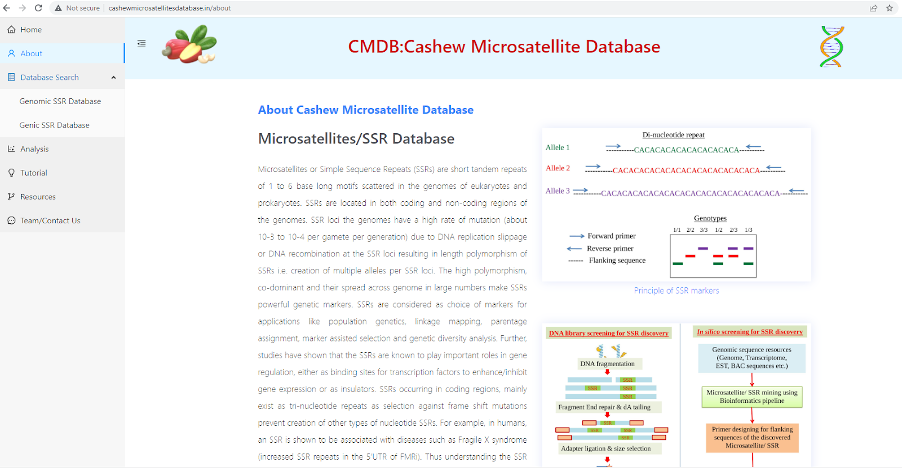 Not secure
cashewmicrosatellitesdatabase.in/about
Home
About
Database Search
Genomic SSR Database
Genic SSR Database
Analysis
Tutorial
Resources
Team/Contact Us
CMDB:Cashew Microsatellite Database
About Cashew Microsatellite Database
Microsatellites/SSR Database
Microsatellites or Simple Sequence Repeats (SSRs) are short tandem repeats
of 1 to 6 base long motifs scattered in the genomes of eukaryotes and
prokaryotes. SSRs are located in both coding and non-coding regions of
the genomes. SSR loci the genomes have a high rate of mutation (about
10-3 to 10-4 per gamete per generation) due to DNA replication slippage
or DNA recombination at the SSR loci resulting in length polymorphism of
SSRs i.e. creation of multiple alleles per SSR loci. The high polymorphism,
co-dominant and their spread across genome in large numbers make SSRs
powerful genetic markers. SSRs are considered as choice of markers for
applications like population genetics, linkage mapping, parentage
assignment, marker assisted selection and genetic diversity analysis. Further,
studies have shown that the SSRs are known to play important roles in gene
regulation, either as binding sites for transcription factors to enhance/inhibit
gene expression or as insulators. SSRs occurring in coding regions, mainly
exist as tri-nucleotide repeats as selection against frame shift mutations
prevent creation of other types of nucleotide SSRs. For example, in humans,
an SSR is shown to be associated with diseases such as Fragile X syndrome
(increased SSR repeats in the 5'UTR of FMRI). Thus understanding the SSR
Di-nucleotide repeat
Allele 1
------------CACACACACACACACACA------------
Allele 2
------------CACACACACACACACACACACACA------------
Allele 3
------------CACACACACACACACACACACACACACACA------------
Genotypes
1/1 2/2 3/3 1/2 2/3 1/3
Forward primer
Reverse primer
Flanking sequence
Principle of SSR markers
DNA library screening for SSR discovery
DNA fragmentation
SSR
SSR SSR
SSR
Fragment End repair & dA tailing
SSR
SSR SSR
SSR
Adapter ligation & size selection
In silico screening for SSR discovery
Genomic sequence resources
(Genome, Transcriptome,
EST, BAC sequences etc.)
Microsatellite/ SSR mining using
Bioinformatics pipeline
Primer designing for flanking
sequences of the discovered
Microsatellite/ SSR